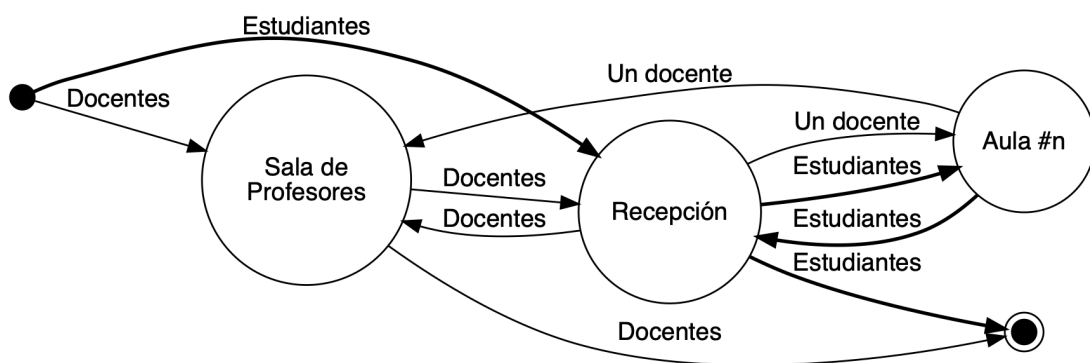 Estudiantes
Docentes
Un docente
Un docente
Aula #n
Sala de
Profesores
Docentes
Estudiantes
Docentes
Recepción
Estudiantes
Estudiantes
Docentes